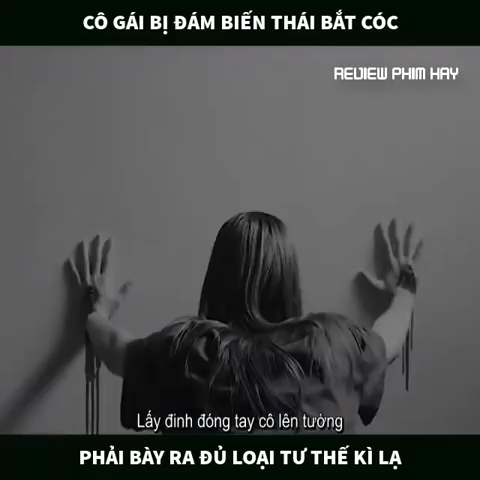 CÔ GÁI BỊ ĐÁM BIẾN THÁI BẮT CÓC
REVIEW PHIM HAY
Lấy đinh đóng tay cô lên tường
PHẢI BÀY RA ĐỦ LOẠI TƯ THẾ KÌ LẠ